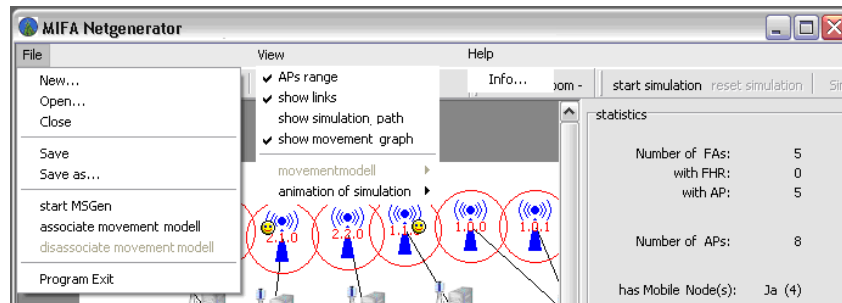 MIFA Netgenerator
File View Help
New...
Open...
Close
Save
Save as...
start MSGen
associate movement modell
disassociate movement modell
Program Exit
APs range
show links
show simulation path
show movement graph
movementmodell
animation of simulation
Info...
oom -
start simulation reset simulation
statistics
Number of FAs: 5
with FHR: 0
with AP: 5
Number of APs: 8
has Mobile Node(s): Ja (4)
2.1.0 2.2.0 1.0.0 1.0.1